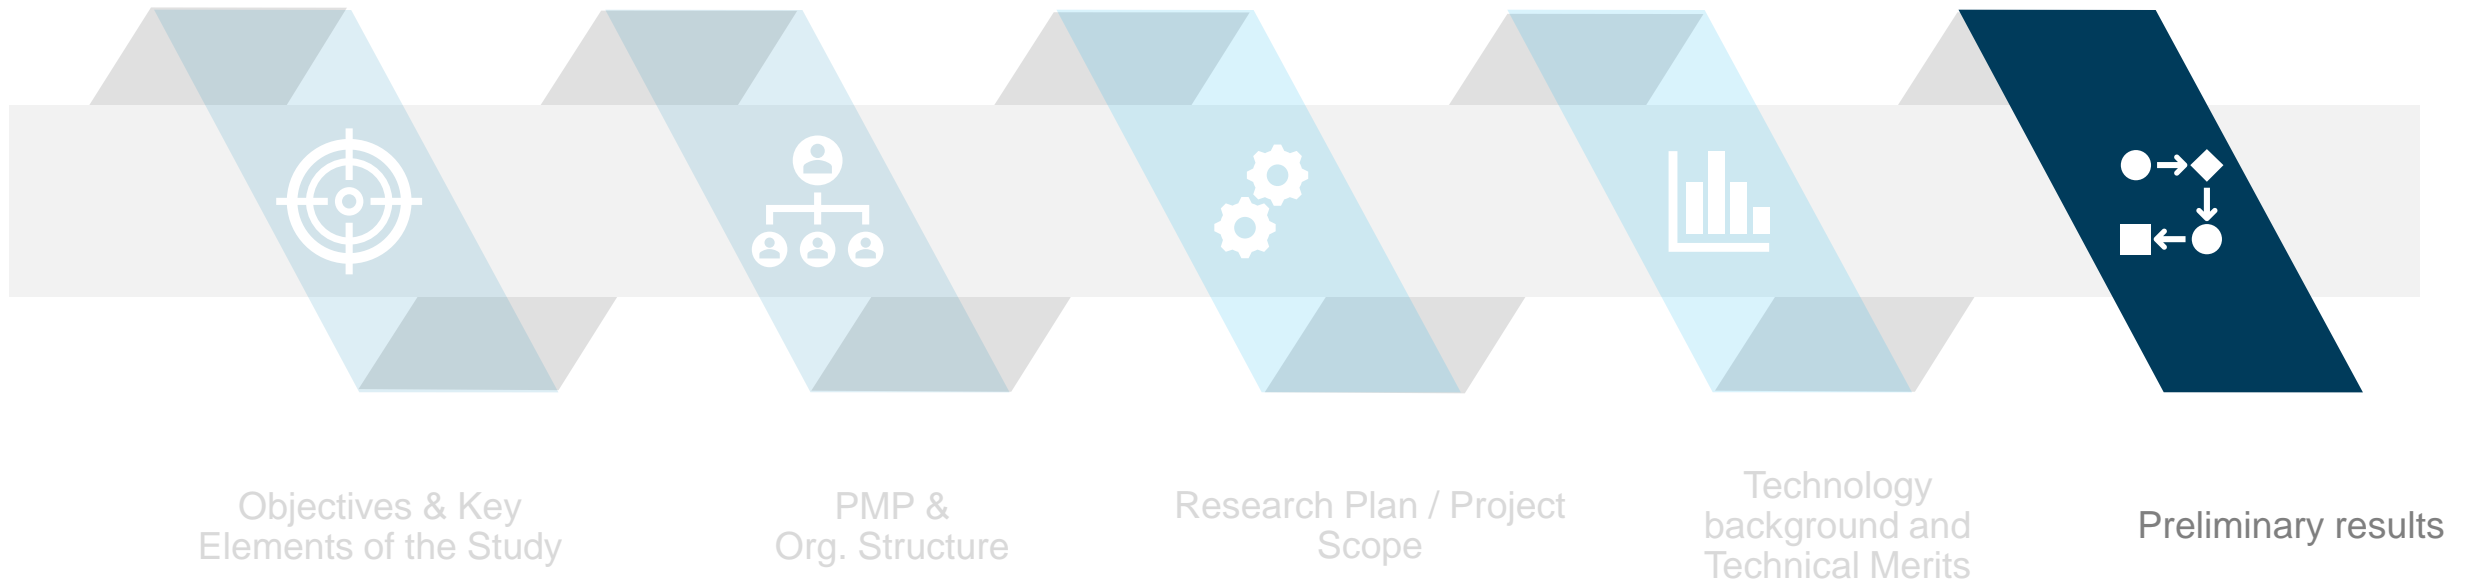 Objectives & Key
Elements of the Study
PMP &
Org. Structure
Research Plan / Project
Scope
Technology
background and
Technical Merits
Preliminary results